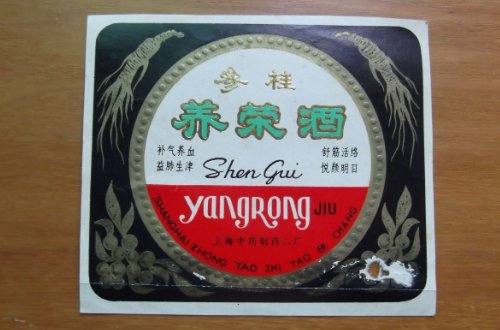 参桂
养荣酒
补气养血
益肺生津
舒筋活络
悦颜明目
Shen Gui
yangrong JIU
上海中药制药二厂
SHANGHAI ZHONG YAO ZHI YAO ER CHANG